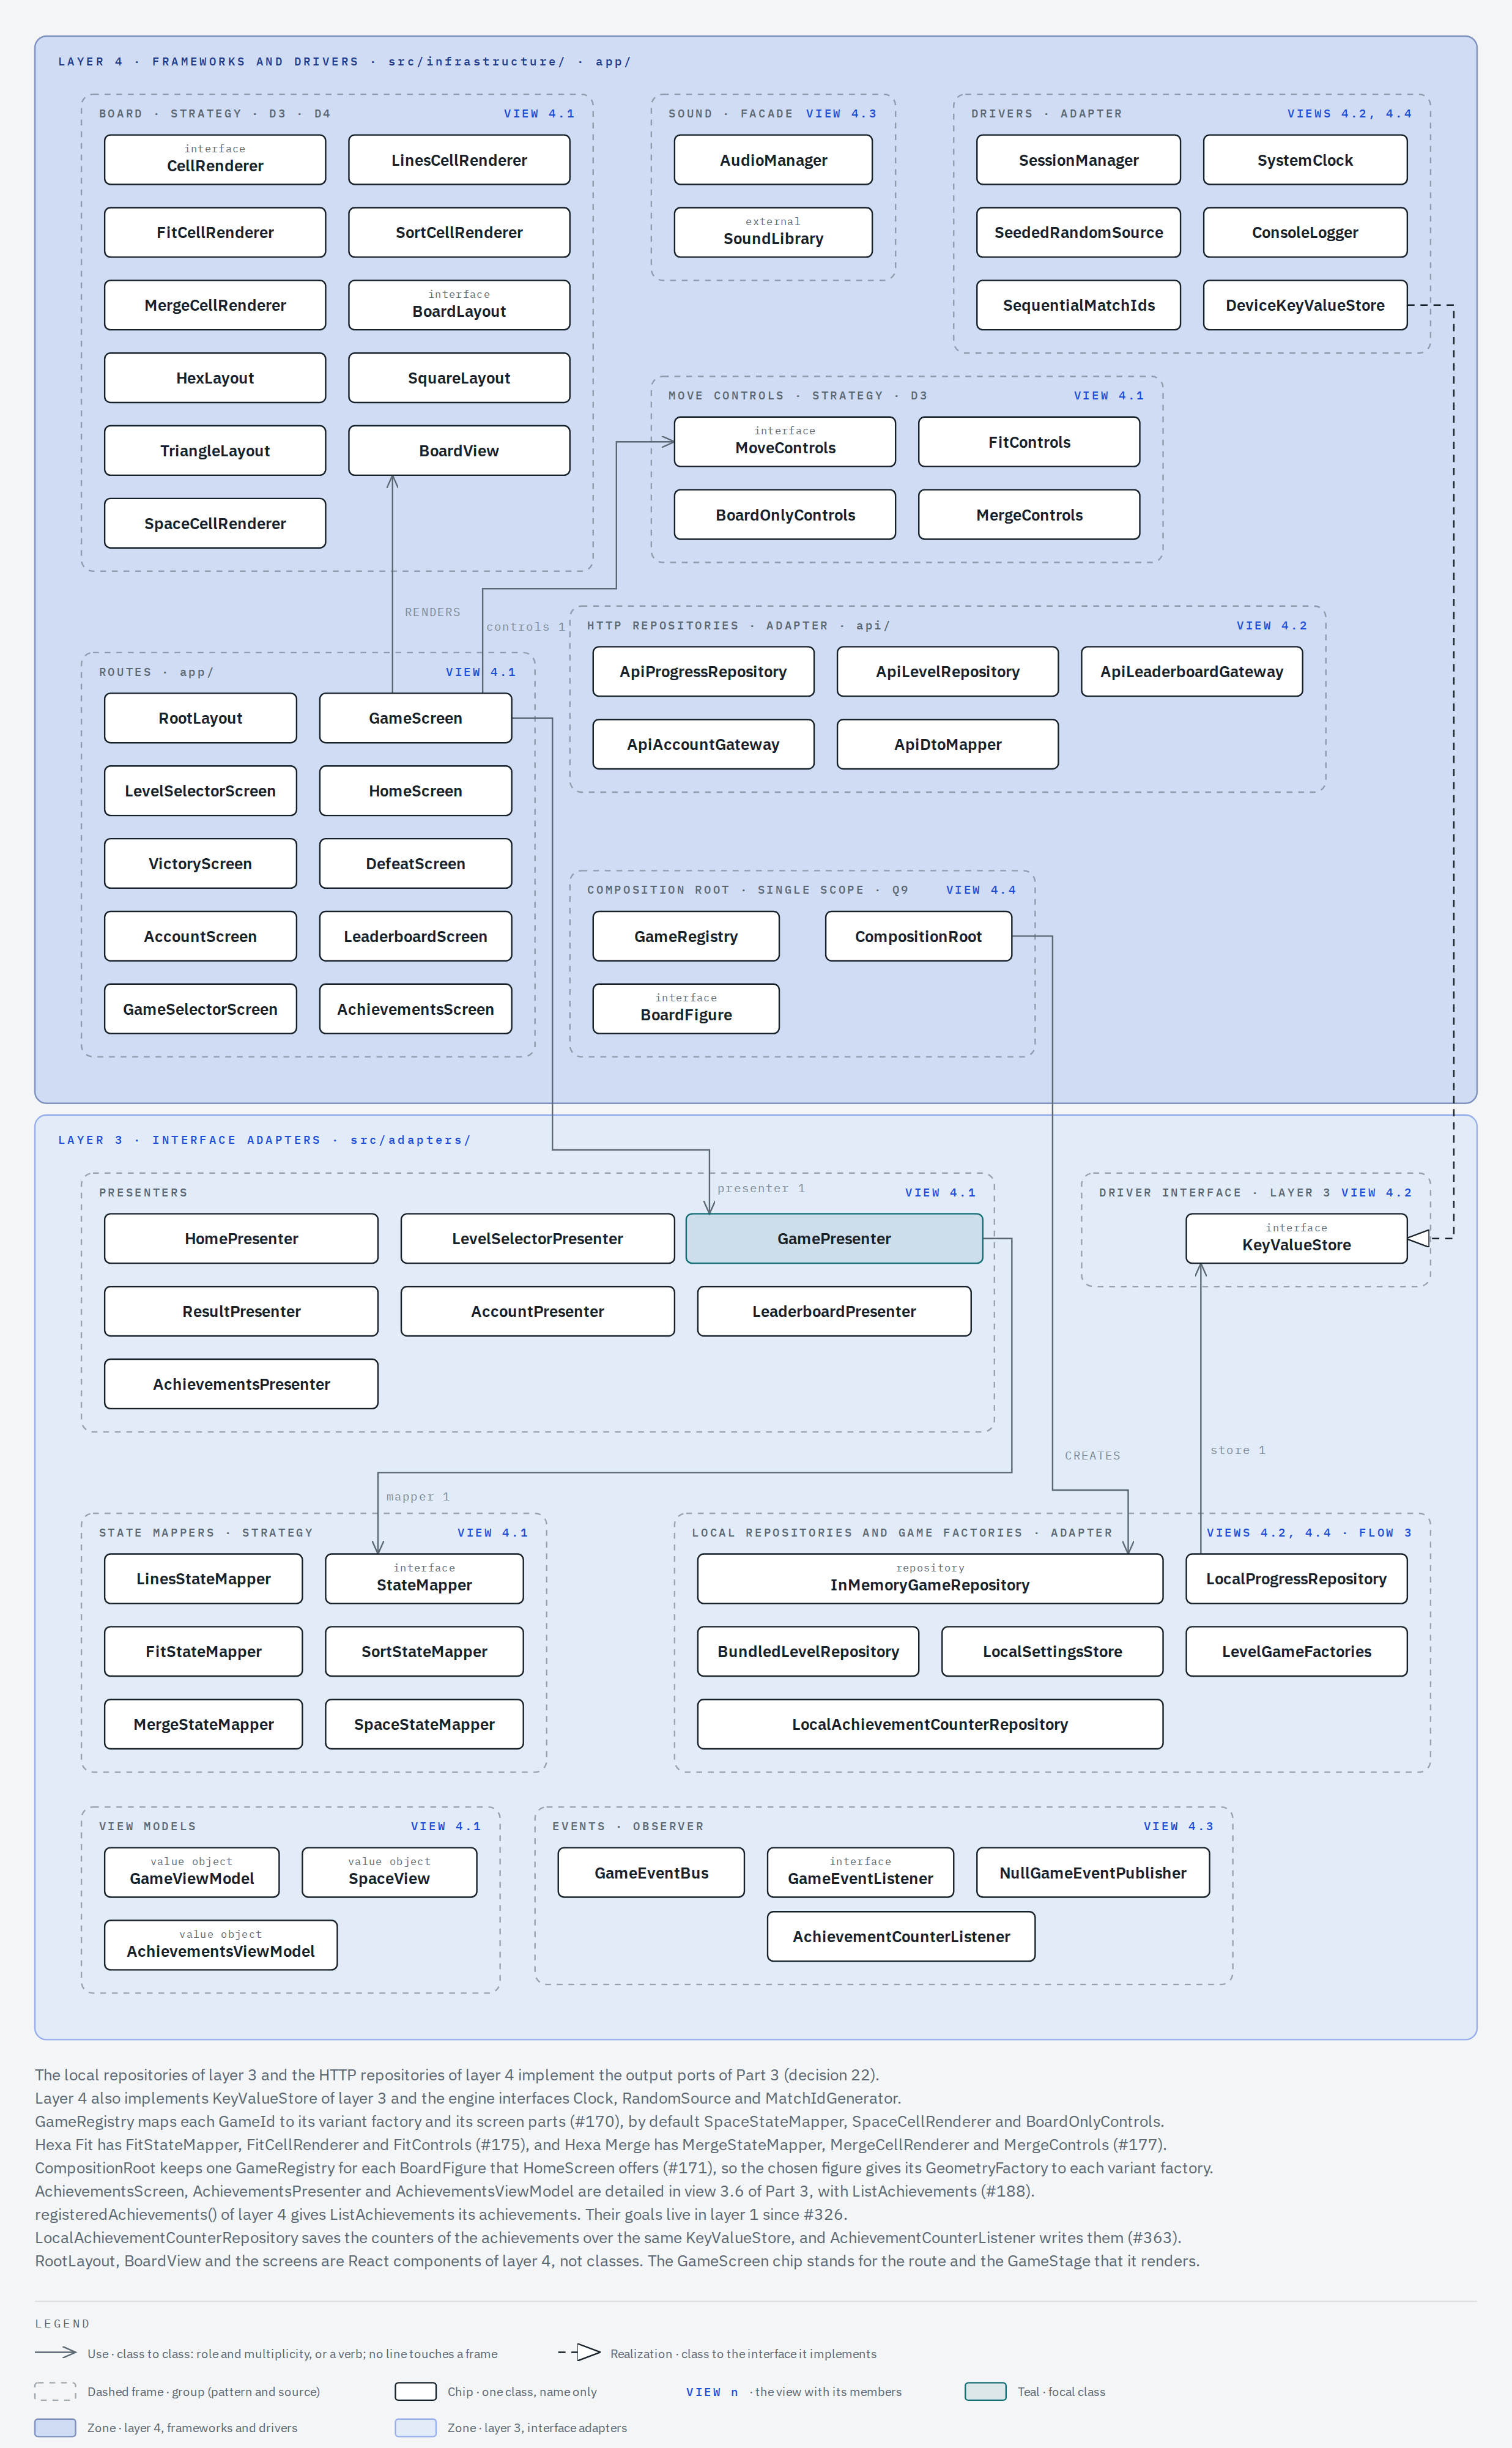 LAYER 4 · FRAMEWORKS AND DRIVERS · src/infrastructure/ · app/
BOARD · STRATEGY · D3 · D4 VIEW 4.1
interface
CellRenderer
LinesCellRenderer
FitCellRenderer
SortCellRenderer
MergeCellRenderer
interface
BoardLayout
HexLayout
SquareLayout
TriangleLayout
BoardView
SpaceCellRenderer
SOUND · FACADE VIEW 4.3
AudioManager
external
SoundLibrary
DRIVERS · ADAPTER VIEWS 4.2, 4.4
SessionManager
SystemClock
SeededRandomSource
ConsoleLogger
SequentialMatchIds
DeviceKeyValueStore
MOVE CONTROLS · STRATEGY · D3 VIEW 4.1
interface
MoveControls
FitControls
BoardOnlyControls
MergeControls
RENDERS
controls 1
HTTP REPOSITORIES · ADAPTER · api/ VIEW 4.2
ApiProgressRepository
ApiLevelRepository
ApiLeaderboardGateway
ApiAccountGateway
ApiDtoMapper
ROUTES · app/ VIEW 4.1
RootLayout
GameScreen
LevelSelectorScreen
HomeScreen
VictoryScreen
DefeatScreen
AccountScreen
LeaderboardScreen
GameSelectorScreen
AchievementsScreen
COMPOSITION ROOT · SINGLE SCOPE · Q9 VIEW 4.4
GameRegistry
CompositionRoot
interface
BoardFigure
LAYER 3 · INTERFACE ADAPTERS · src/adapters/
PRESENTERS VIEW 4.1
presenter 1
HomePresenter
LevelSelectorPresenter
GamePresenter
ResultPresenter
AccountPresenter
LeaderboardPresenter
AchievementsPresenter
DRIVER INTERFACE · LAYER 3 VIEW 4.2
interface
KeyValueStore
store 1
CREATES
mapper 1
STATE MAPPERS · STRATEGY VIEW 4.1
LinesStateMapper
interface
StateMapper
FitStateMapper
SortStateMapper
MergeStateMapper
SpaceStateMapper
LOCAL REPOSITORIES AND GAME FACTORIES · ADAPTER VIEWS 4.2, 4.4 · FLOW 3
repository
InMemoryGameRepository
LocalProgressRepository
BundledLevelRepository
LocalSettingsStore
LevelGameFactories
LocalAchievementCounterRepository
VIEW MODELS VIEW 4.1
value object
GameViewModel
value object
SpaceView
value object
AchievementsViewModel
EVENTS · OBSERVER VIEW 4.3
GameEventBus
interface
GameEventListener
NullGameEventPublisher
AchievementCounterListener
The local repositories of layer 3 and the HTTP repositories of layer 4 implement the output ports of Part 3 (decision 22).
Layer 4 also implements KeyValueStore of layer 3 and the engine interfaces Clock, RandomSource and MatchIdGenerator.
GameRegistry maps each GameId to its variant factory and its screen parts (#170), by default SpaceStateMapper, SpaceCellRenderer and BoardOnlyControls.
Hexa Fit has FitStateMapper, FitCellRenderer and FitControls (#175), and Hexa Merge has MergeStateMapper, MergeCellRenderer and MergeControls (#177).
CompositionRoot keeps one GameRegistry for each BoardFigure that HomeScreen offers (#171), so the chosen figure gives its GeometryFactory to each variant factory.
AchievementsScreen, AchievementsPresenter and AchievementsViewModel are detailed in view 3.6 of Part 3, with ListAchievements (#188).
registeredAchievements() of layer 4 gives ListAchievements its achievements. Their goals live in layer 1 since #326.
LocalAchievementCounterRepository saves the counters of the achievements over the same KeyValueStore, and AchievementCounterListener writes them (#363).
RootLayout, BoardView and the screens are React components of layer 4, not classes. The GameScreen chip stands for the route and the GameStage that it renders.
LEGEND
Use · class to class: role and multiplicity, or a verb; no line touches a frame
Realization · class to the interface it implements
Dashed frame · group (pattern and source)
Chip · one class, name only
VIEW n · the view with its members
Teal · focal class
Zone · layer 4, frameworks and drivers
Zone · layer 3, interface adapters